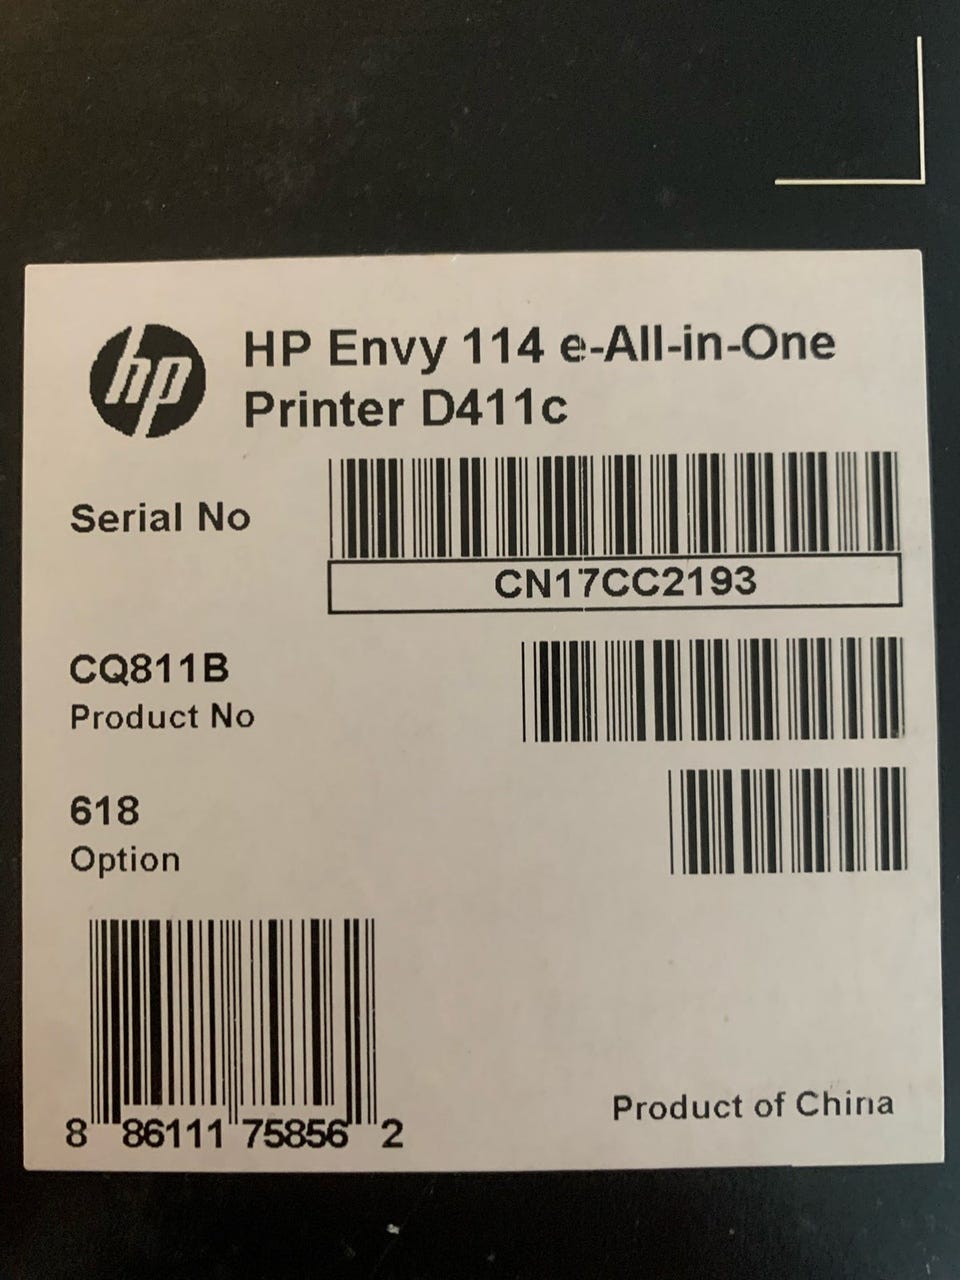 hp
HP Envy 114 e-All-in-One
Printer D411c
Serial No
CN17CC2193
CQ811B
Product No
618
Option
8 86111 75856 2
Product of China